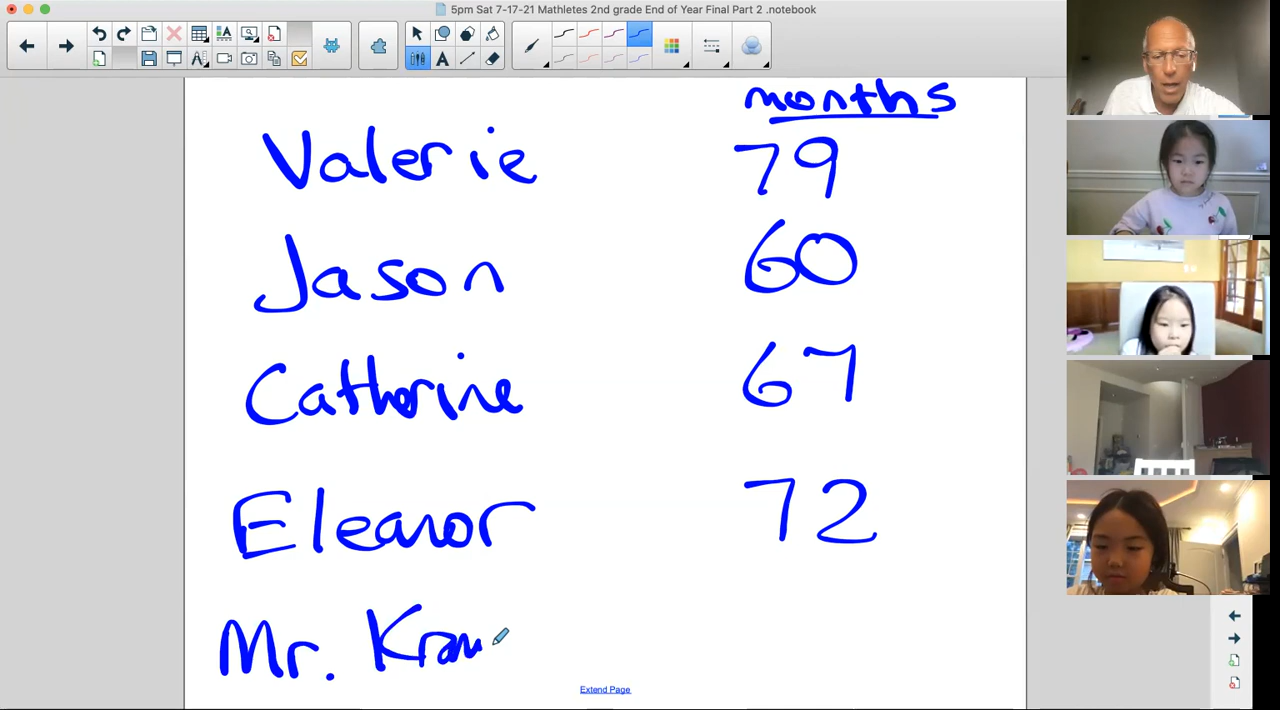 5pm Sat 7-17-21 Mathletes 2nd grade End of Year Final Part 2 .notebook
months
Valerie 79
Jason 60
Catherine 67
Eleanor 72
Mr. Kram
Extend Page